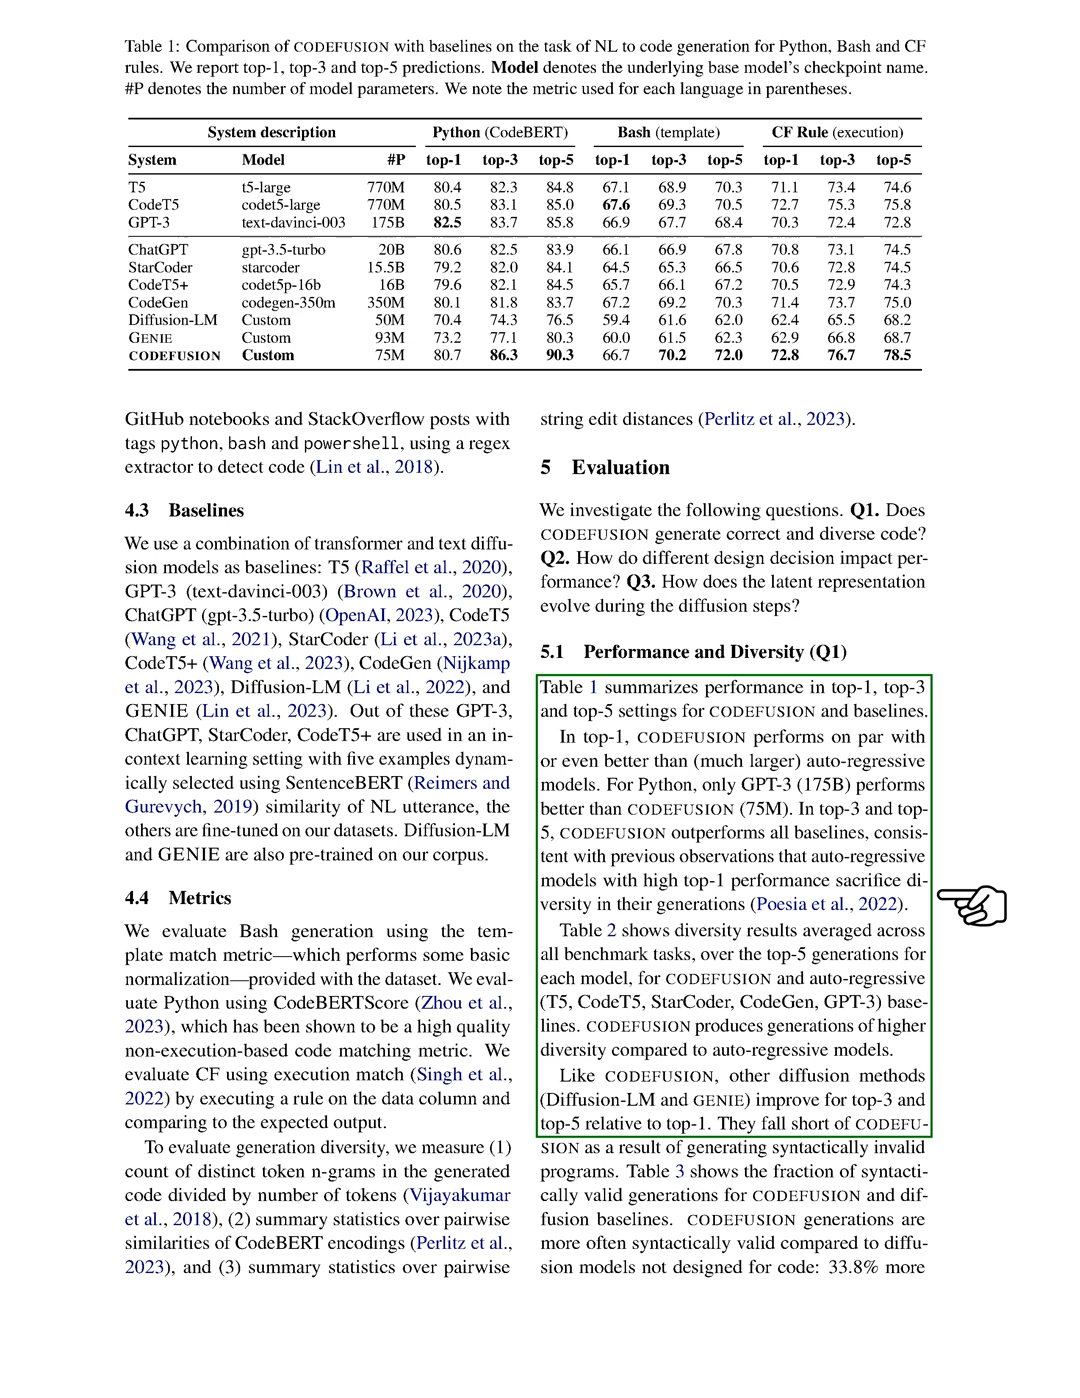 Table 1: Comparison of CODEFUSION with baselines on the task of NL to code generation for Python, Bash and CF
rules. We report top-1, top-3 and top-5 predictions. Model denotes the underlying base model's checkpoint name.
#P denotes the number of model parameters. We note the metric used for each language in parentheses.
System description Python (CodeBERT) Bash (template) CF Rule (execution)
System Model #P top-1 top-3 top-5 top-1 top-3 top-5 top-1 top-3 top-5
T5 t5-large 770M 80.4 82.3 84.8 67.1 68.9 70.3 71.1 73.4 74.6
CodeT5 codet5-large 770M 80.5 83.1 85.0 67.6 69.3 70.5 72.7 75.3 75.8
GPT-3 text-davinci-003 175B 82.5 83.7 85.8 66.9 67.7 68.4 70.3 72.4 72.8
ChatGPT gpt-3.5-turbo 20B 80.6 82.5 83.9 66.1 66.9 67.8 70.8 73.1 74.5
StarCoder starcoder 15.5B 79.2 82.0 84.1 64.5 65.3 66.5 70.6 72.8 74.5
CodeT5+ codet5p-16b 16B 79.6 82.1 84.5 65.7 66.1 67.2 70.5 72.9 74.3
CodeGen codegen-350m 350M 80.1 81.8 83.7 67.2 69.2 70.3 71.4 73.7 75.0
Diffusion-LM Custom 50M 70.4 74.3 76.5 59.4 61.6 62.0 62.4 65.5 68.2
GENIE Custom 93M 73.2 77.1 80.3 60.0 61.5 62.3 62.9 66.8 68.7
CODEFUSION Custom 75M 80.7 86.3 90.3 66.7 70.2 72.0 72.8 76.7 78.5
GitHub notebooks and StackOverflow posts with
tags python, bash and powershell, using a regex
extractor to detect code (Lin et al., 2018).
4.3 Baselines
We use a combination of transformer and text diffu-
sion models as baselines: T5 (Raffel et al., 2020),
GPT-3 (text-davinci-003) (Brown et al., 2020),
ChatGPT (gpt-3.5-turbo) (OpenAI, 2023), CodeT5
(Wang et al., 2021), StarCoder (Li et al., 2023a),
CodeT5+ (Wang et al., 2023), CodeGen (Nijkamp
et al., 2023), Diffusion-LM (Li et al., 2022), and
GENIE (Lin et al., 2023). Out of these GPT-3,
ChatGPT, StarCoder, CodeT5+ are used in an in-
context learning setting with five examples dynam-
ically selected using SentenceBERT (Reimers and
Gurevych, 2019) similarity of NL utterance, the
others are fine-tuned on our datasets. Diffusion-LM
and GENIE are also pre-trained on our corpus.
4.4 Metrics
We evaluate Bash generation using the tem-
plate match metric—which performs some basic
normalization—provided with the dataset. We eval-
uate Python using CodeBERTScore (Zhou et al.,
2023), which has been shown to be a high quality
non-execution-based code matching metric. We
evaluate CF using execution match (Singh et al.,
2022) by executing a rule on the data column and
comparing to the expected output.
To evaluate generation diversity, we measure (1)
count of distinct token n-grams in the generated
code divided by number of tokens (Vijayakumar
et al., 2018), (2) summary statistics over pairwise
similarities of CodeBERT encodings (Perlitz et al.,
2023), and (3) summary statistics over pairwise
string edit distances (Perlitz et al., 2023).
5 Evaluation
We investigate the following questions. Q1. Does
CODEFUSION generate correct and diverse code?
Q2. How do different design decision impact per-
formance? Q3. How does the latent representation
evolve during the diffusion steps?
5.1 Performance and Diversity (Q1)
Table 1 summarizes performance in top-1, top-3
and top-5 settings for CODEFUSION and baselines.
In top-1, CODEFUSION performs on par with
or even better than (much larger) auto-regressive
models. For Python, only GPT-3 (175B) performs
better than CODEFUSION (75M). In top-3 and top-
5, CODEFUSION outperforms all baselines, consis-
tent with previous observations that auto-regressive
models with high top-1 performance sacrifice di-
versity in their generations (Poesia et al., 2022).
Table 2 shows diversity results averaged across
all benchmark tasks, over the top-5 generations for
each model, for CODEFUSION and auto-regressive
(T5, CodeT5, StarCoder, CodeGen, GPT-3) base-
lines. CODEFUSION produces generations of higher
diversity compared to auto-regressive models.
Like CODEFUSION, other diffusion methods
(Diffusion-LM and GENIE) improve for top-3 and
top-5 relative to top-1. They fall short of CODEFU-
SION as a result of generating syntactically invalid
programs. Table 3 shows the fraction of syntacti-
cally valid generations for CODEFUSION and dif-
fusion baselines. CODEFUSION generations are
more often syntactically valid compared to diffu-
sion models not designed for code: 33.8% more